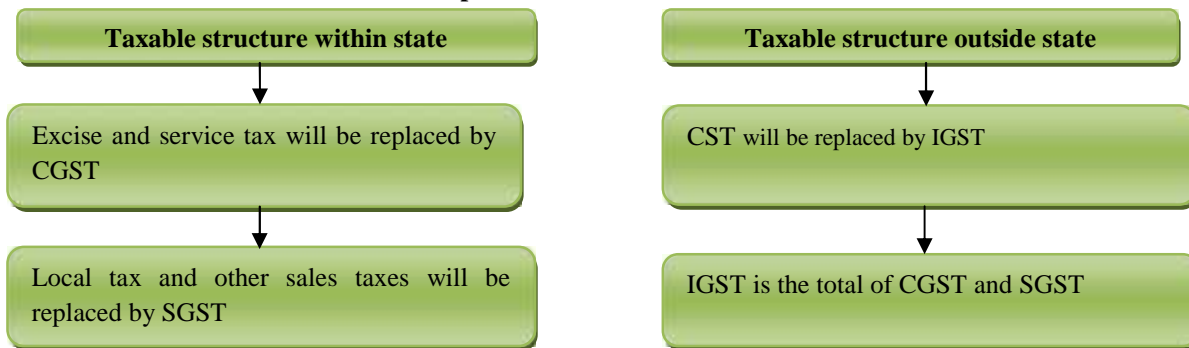 Taxable structure within state
Excise and service tax will be replaced by
CGST
Local tax and other sales taxes will be
replaced by SGST
Taxable structure outside state
CST will be replaced by IGST
IGST is the total of CGST and SGST